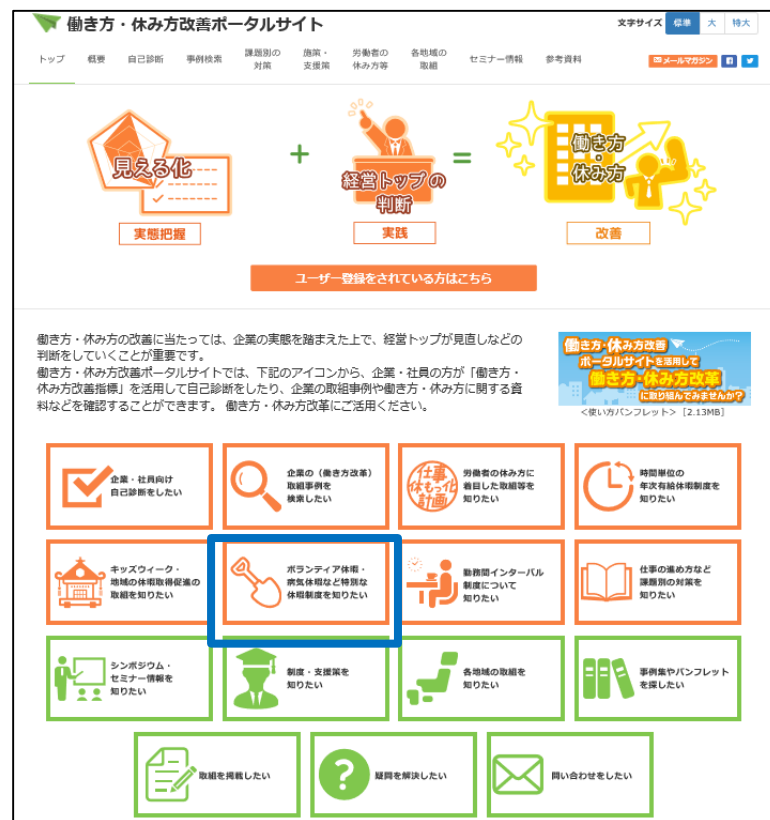 働き方・休み方改善ポータルサイト
文字サイズ 標準 大 特大
トップ 概要 自己診断 事例検索 課題別の対策 施策・支援策 労働者の休み方等 各地域の取組 セミナー情報 参考資料 メールマガジン
見える化
+
経営トップの
判断
=
働き方
・
休み方
実態把握
実践
改善
ユーザー登録をされている方はこちら
働き方・休み方の改善に当たっては、企業の実態を踏まえた上で、経営トップが見直しなどの
判断をしていくことが重要です。
働き方・休み方改善ポータルサイトでは、下記のアイコンから、企業・社員の方が「働き方・
休み方改善指標」を活用して自己診断をしたり、企業の取組事例や働き方・休み方に関する資
料などを確認することができます。 働き方・休み方改革にご活用ください。
働き方・休み方改善
ポータルサイトを活用して
働き方・休み方改革
に取り組んでみませんか?
<使い方パンフレット> [2.13MB]
企業・社員向け
自己診断をしたい
企業の（働き方改革）
取組事例を
検索したい
仕事
休もっ化
計画
労働者の休み方に
着目した取組等を
知りたい
時間単位の
年次有給休暇制度を
知りたい
キッズウィーク・
地域の休暇取得促進の
取組を知りたい
ボランティア休暇・
病気休暇など特別な
休暇制度を知りたい
勤務間インターバル
制度について
知りたい
仕事の進め方など
課題別の対策を
知りたい
シンポジウム・
セミナー情報を
知りたい
制度・支援策を
知りたい
各地域の取組を
知りたい
事例集やパンフレット
を探したい
取組を掲載したい
?
疑問を解決したい
問い合わせをしたい